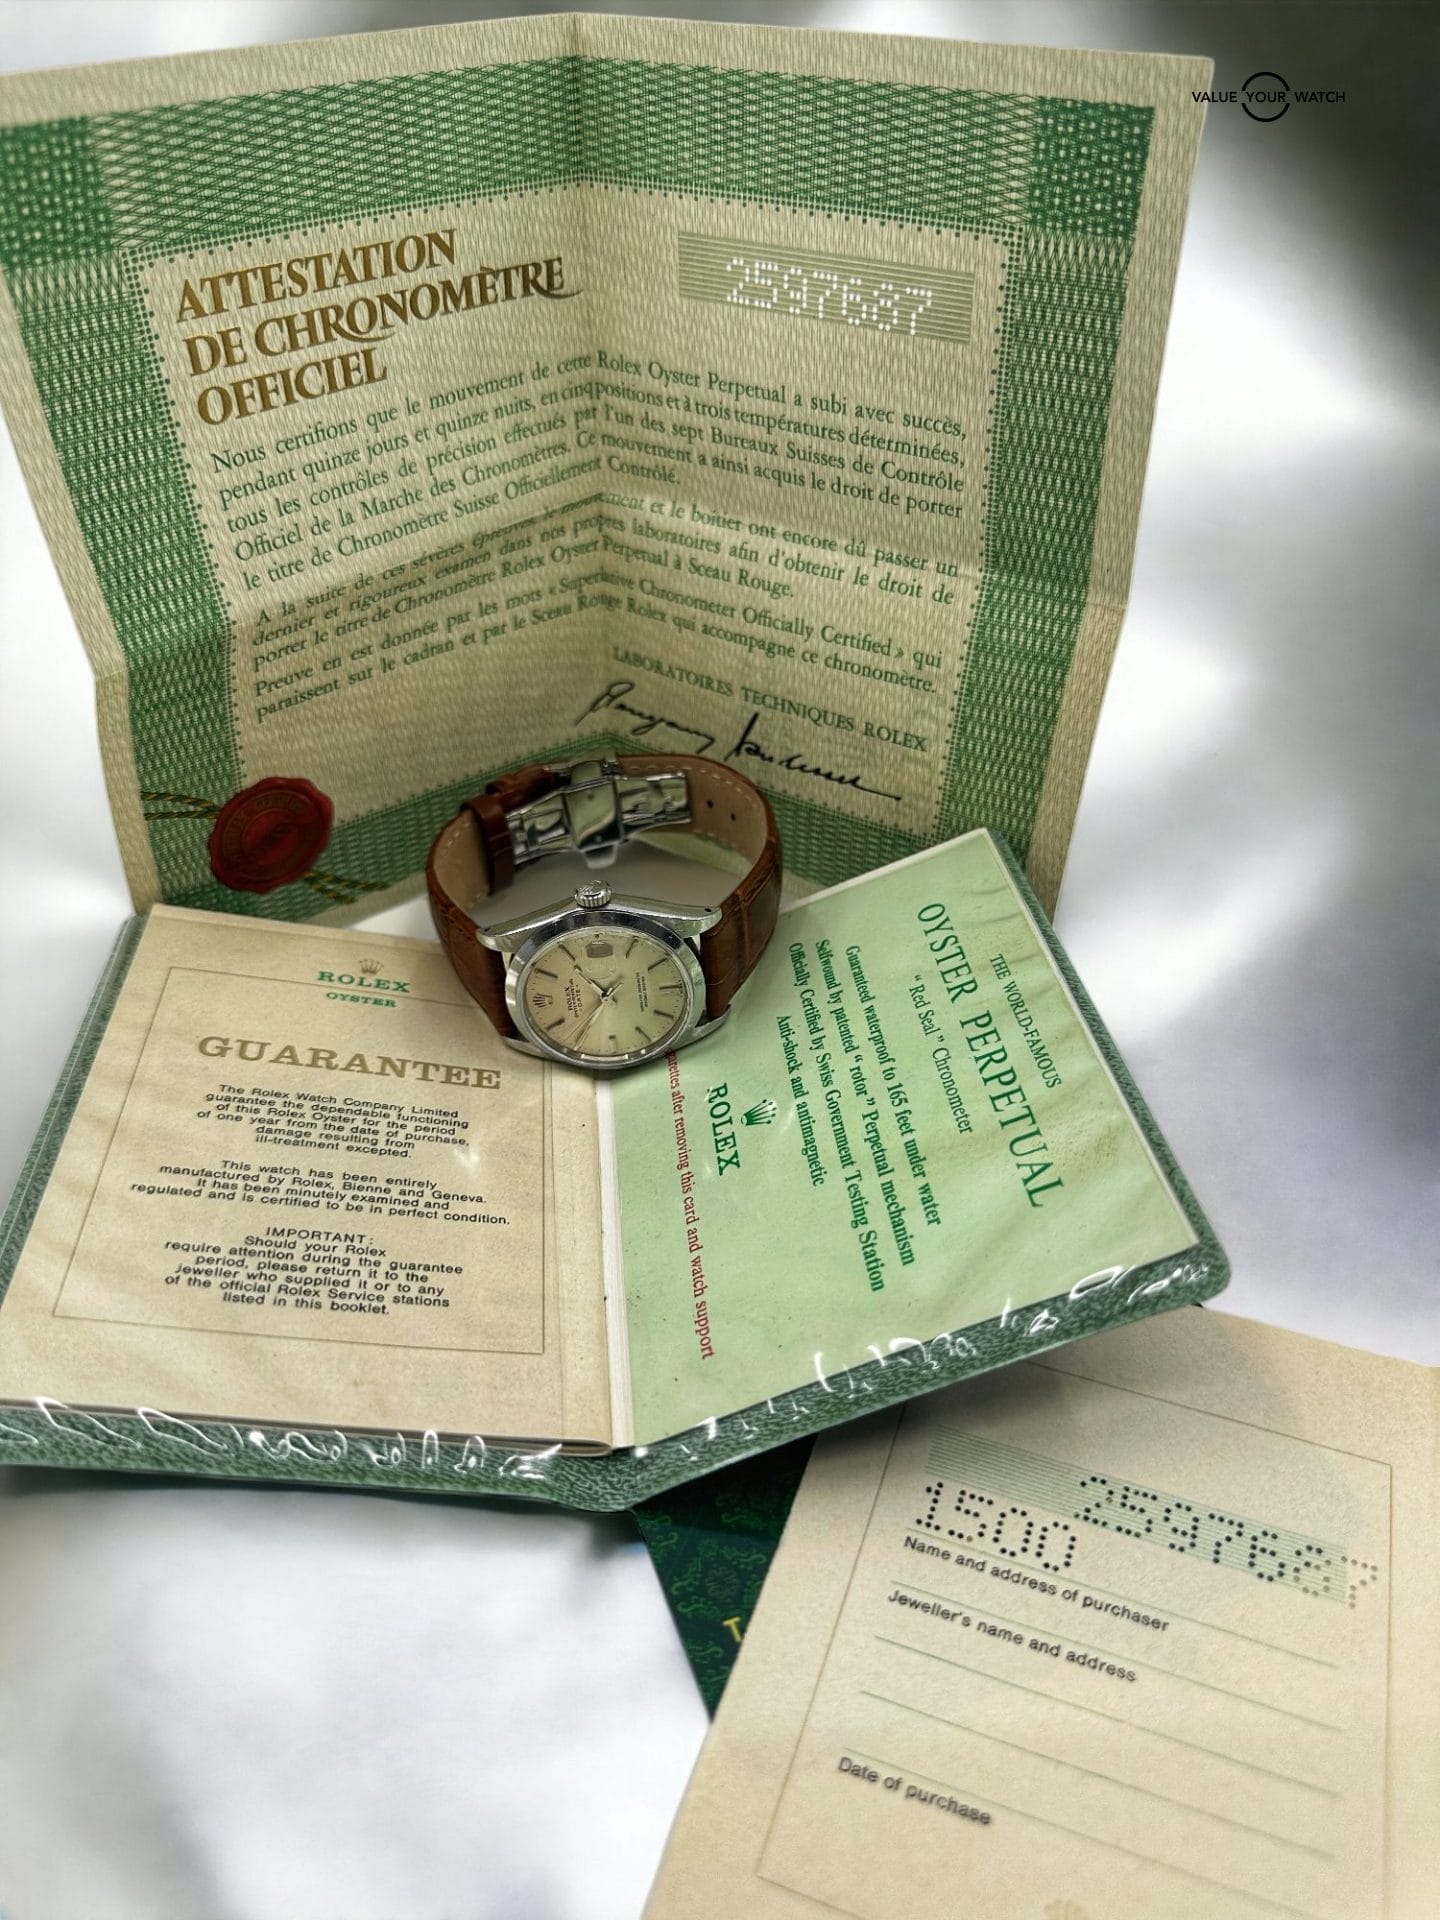 VALUE YOUR WATCH
ATTESTATION
DE CHRONOMÈTRE
OFFICIEL
2597687
Nous certifions que le mouvement de cette Rolex Oyster Perpetual a subi avec succès,
pendant quinze jours et quinze nuits, en cinq positions et à trois températures déterminées,
tous les contrôles de précision effectués par l'un des sept Bureaux Suisses de Contrôle
Officiel de la Marche des Chronomètres. Ce mouvement a ainsi acquis le droit de porter
le titre de Chronomètre Suisse Officiellement Contrôlé.
A la suite de ces sévères épreuves le mouvement et le boitier ont encore dû passer un
dernier et rigoureux examen dans nos propres laboratoires afin d'obtenir le droit de
porter le titre de Chronomètre Rolex Oyster Perpetual à Sceau Rouge.
Preuve en est donnée par les mots « Superlative Chronometer Officially Certified » qui
paraissent sur le cadran et par le Sceau Rouge Rolex qui accompagne ce chronomètre.
LABORATOIRES TECHNIQUES ROLEX
ROLEX
OYSTER
GUARANTEE
The Rolex Watch Company Limited
guarantee the dependable functioning
of this Rolex Oyster for the period
of one year from the date of purchase,
damage resulting from
ill-treatment excepted.
This watch has been entirely
manufactured by Rolex, Bienne and Geneva.
It has been minutely examined and
regulated and is certified to be in perfect condition.
IMPORTANT:
Should your Rolex
require attention during the guarantee
period, please return it to the
jeweller who supplied it or to any
of the official Rolex Service stations
listed in this booklet.
ROLEX
THE WORLD-FAMOUS
OYSTER PERPETUAL
"Red Seal" Chronometer
Guaranteed waterproof to 165 feet under water
Selfwound by patented "rotor" Perpetual mechanism
Officially Certified by Swiss Government Testing Station
Anti-shock and antimagnetic
ROLEX
after removing this card and watch support
2597687
1500
Name and address of purchaser
Jeweller's name and address
Date of purchase